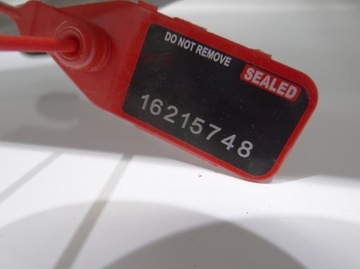 DO NOT REMOVE
SEALED
16215748